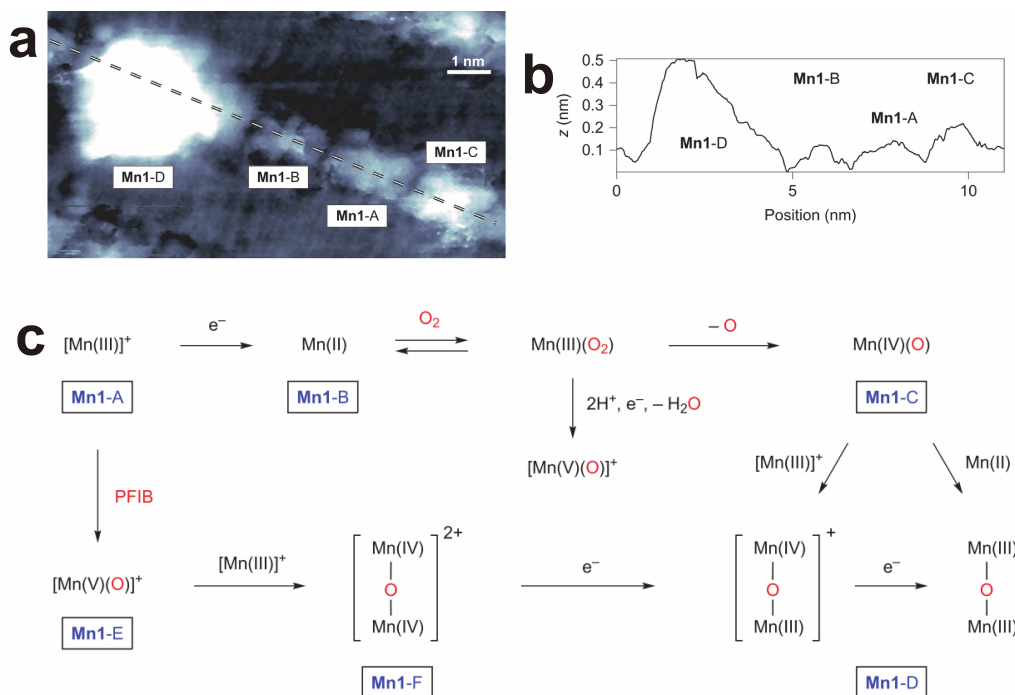 a
1 nm
Mn1-D
Mn1-B
Mn1-A
Mn1-C
b
z (nm)
0.5
0.4
0.2
0.1
0
5
10
Position (nm)
Mn1-D
Mn1-B
Mn1-A
Mn1-C
c
[Mn(III)]⁺
e⁻
Mn(II)
O₂
Mn(III)(O₂)
– O
Mn(IV)(O)
Mn1-A
Mn1-B
Mn1-C
2H⁺, e⁻, – H₂O
[Mn(V)(O)]⁺
[Mn(III)]⁺
Mn(II)
PFIB
[Mn(V)(O)]⁺
[Mn(III)]⁺
Mn(IV)
O
Mn(IV)
2+
e⁻
Mn(IV)
O
Mn(III)
+
e⁻
Mn(III)
O
Mn(III)
Mn1-E
Mn1-F
Mn1-D